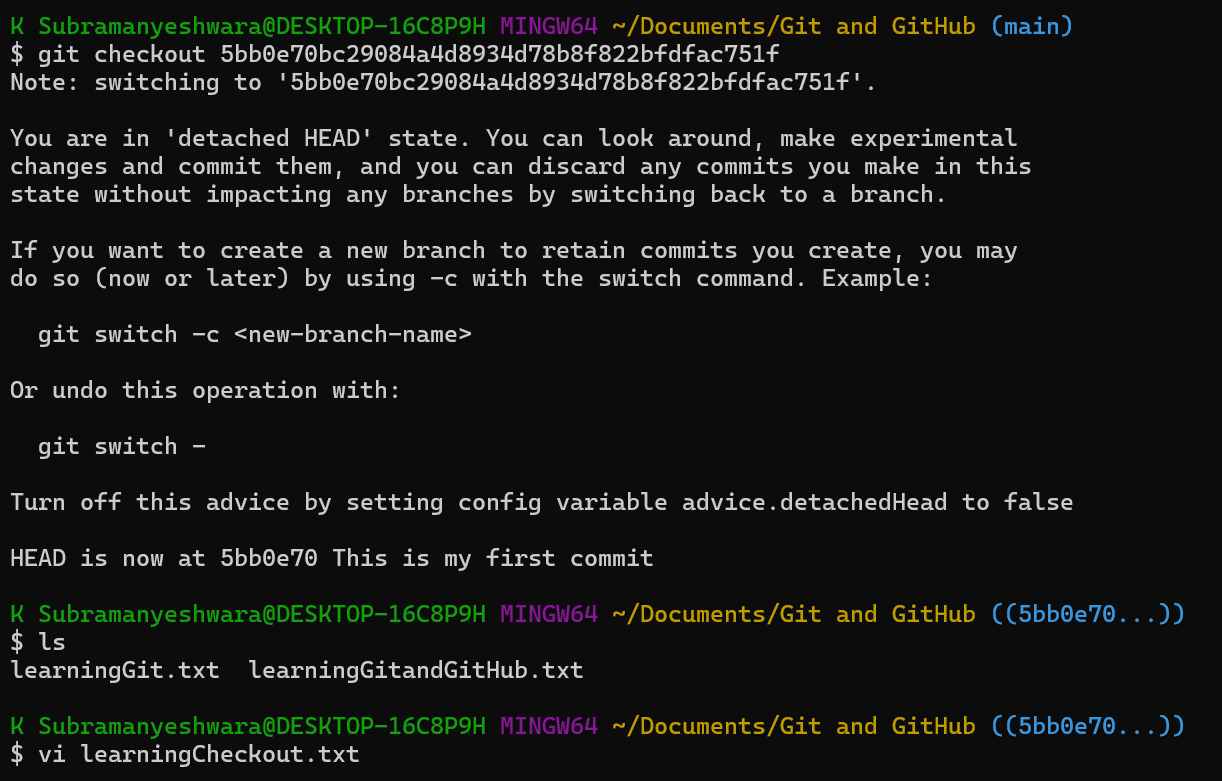 K Subramanyeshwara@DESKTOP-16C8P9H MINGW64 ~/Documents/Git and GitHub (main)
$ git checkout 5bb0e70bc29084a4d8934d78b8f822bfdfac751f
Note: switching to '5bb0e70bc29084a4d8934d78b8f822bfdfac751f'.

You are in 'detached HEAD' state. You can look around, make experimental
changes and commit them, and you can discard any commits you make in this
state without impacting any branches by switching back to a branch.

If you want to create a new branch to retain commits you create, you may
do so (now or later) by using -c with the switch command. Example:

  git switch -c <new-branch-name>

Or undo this operation with:

  git switch -

Turn off this advice by setting config variable advice.detachedHead to false

HEAD is now at 5bb0e70 This is my first commit

K Subramanyeshwara@DESKTOP-16C8P9H MINGW64 ~/Documents/Git and GitHub ((5bb0e70...))
$ ls
learningGit.txt  learningGitandGitHub.txt

K Subramanyeshwara@DESKTOP-16C8P9H MINGW64 ~/Documents/Git and GitHub ((5bb0e70...))
$ vi learningCheckout.txt